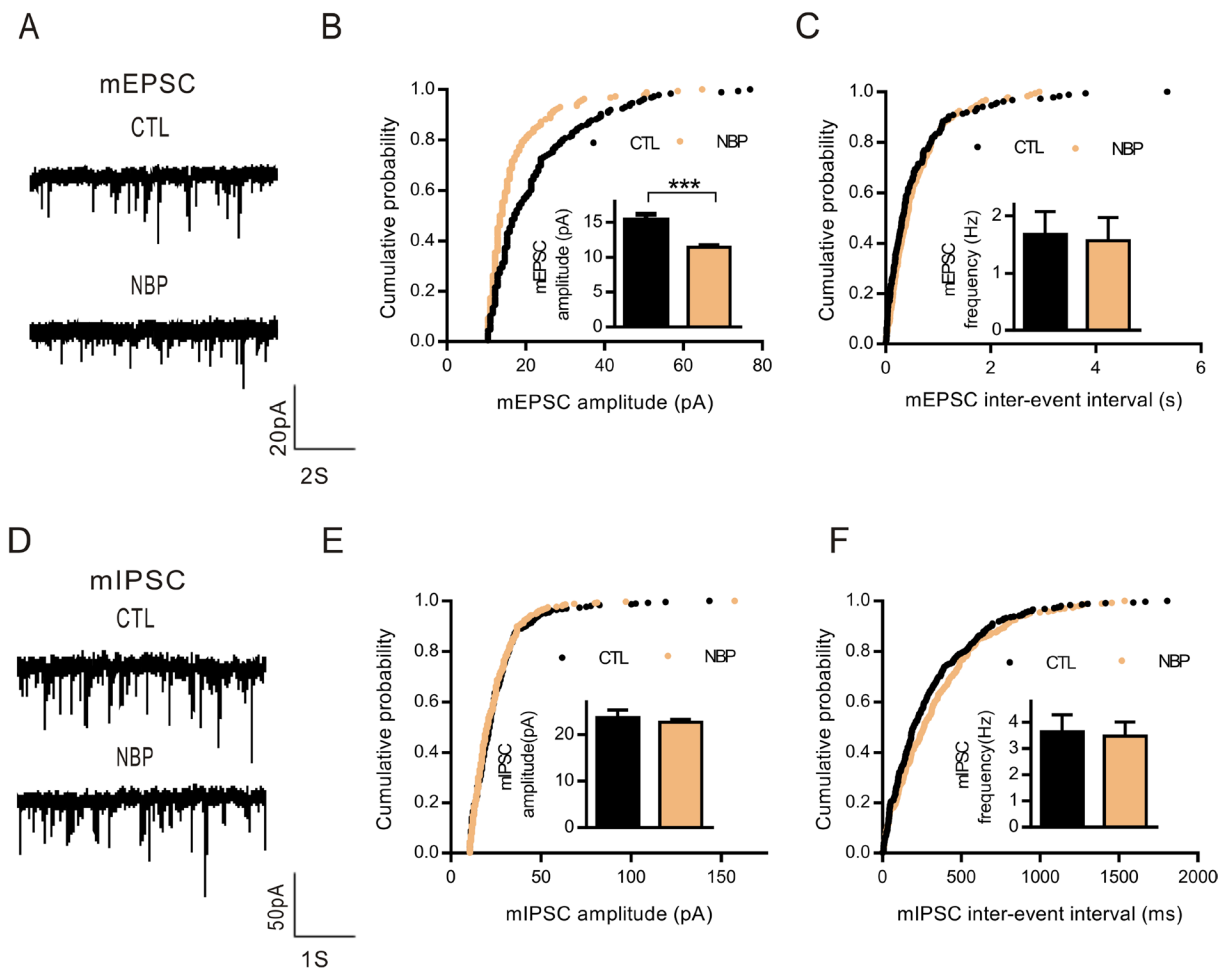 A
mEPSC
CTL
NBP
20pA
2S
B
Cumulative probability
1.0
0.8
0.6
0.4
0.2
0.0
0
20
40
60
80
mEPSC amplitude (pA)
CTL
NBP
***
mEPSC
amplitude (pA)
15
10
5
0
C
Cumulative probability
1.0
0.8
0.6
0.4
0.2
0.0
0
2
4
6
mEPSC inter-event interval (s)
CTL
NBP
mEPSC
frequency (Hz)
2
1
0
D
mIPSC
CTL
NBP
50pA
1S
E
Cumulative probability
1.0
0.8
0.6
0.4
0.2
0.0
0
50
100
150
mIPSC amplitude (pA)
CTL
NBP
mIPSC
amplitude(pA)
20
10
0
F
Cumulative probability
1.0
0.8
0.6
0.4
0.2
0.0
0
500
1000
1500
2000
mIPSC inter-event interval (ms)
CTL
NBP
mIPSC
frequency(Hz)
4
3
2
1
0